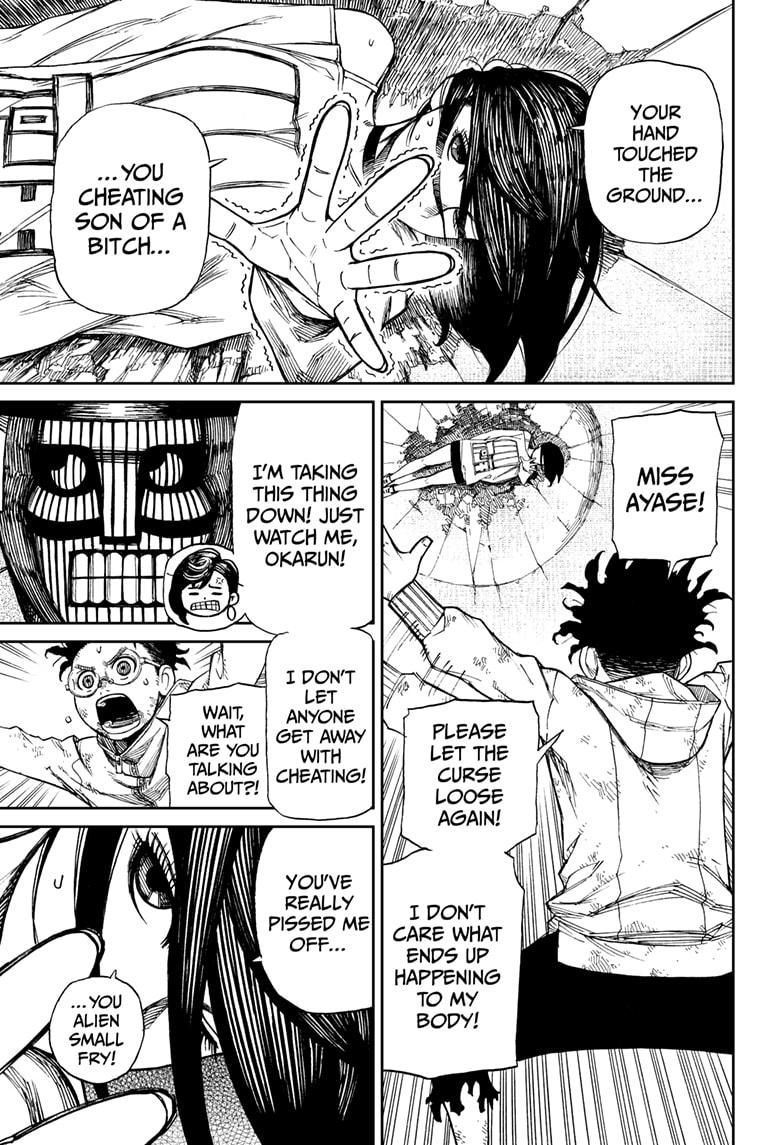 YOUR
HAND
TOUCHED
THE
GROUND...
...YOU
CHEATING
SON OF A
BITCH...
MISS
AYASE!
PLEASE
LET THE
CURSE
LOOSE
AGAIN!
I DON'T
CARE WHAT
ENDS UP
HAPPENING
TO MY
BODY!
I'M TAKING
THIS THING
DOWN! JUST
WATCH ME,
OKARUN!
I DON'T
LET
ANYONE
GET AWAY
WITH
CHEATING!
WAIT,
WHAT
ARE YOU
TALKING
ABOUT?!
YOU'VE
REALLY
PISSED ME
OFF...
...YOU
ALIEN
SMALL
FRY!